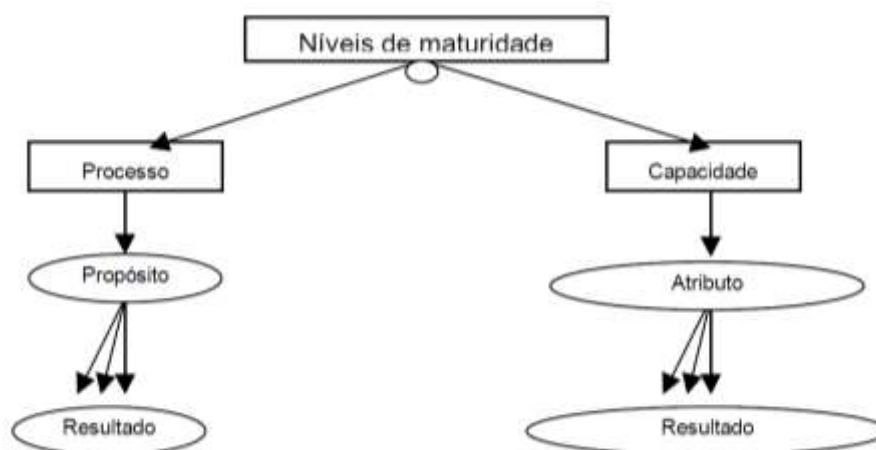 Níveis de maturidade
Processo
Capacidade
Propósito
Atributo
Resultado
Resultado